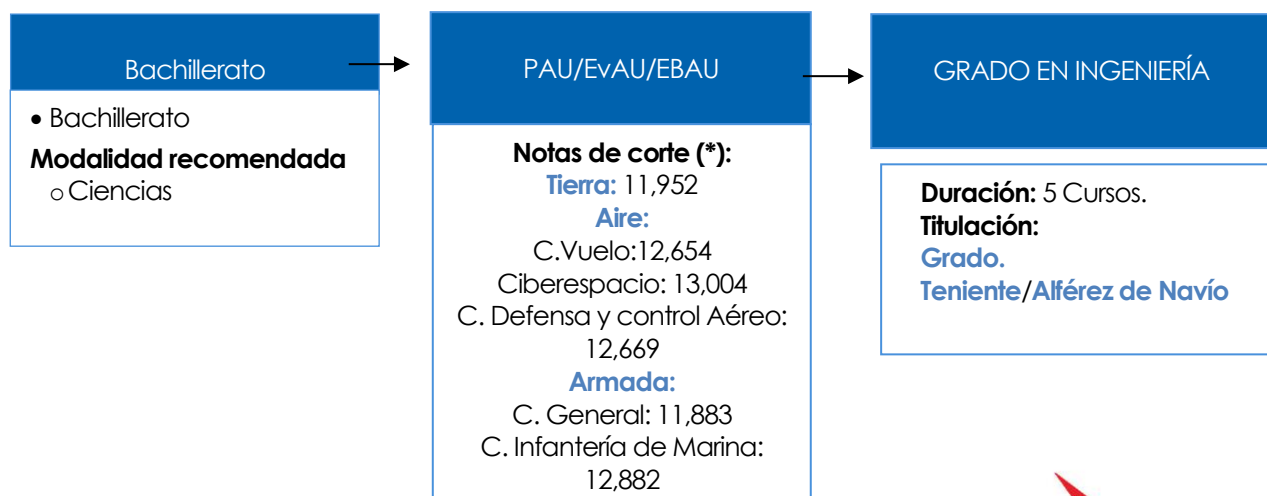 Bachillerato
• Bachillerato
Modalidad recomendada
o Ciencias
PAU/EvAU/EBAU
Notas de corte (*):
Tierra: 11,952
Aire:
C.Vuelo:12,654
Ciberespacio: 13,004
C. Defensa y control Aéreo:
12,669
Armada:
C. General: 11,883
C. Infantería de Marina:
12,882
GRADO EN INGENIERÍA
Duración: 5 Cursos.
Titulación:
Grado.
Teniente/Alférez de Navío